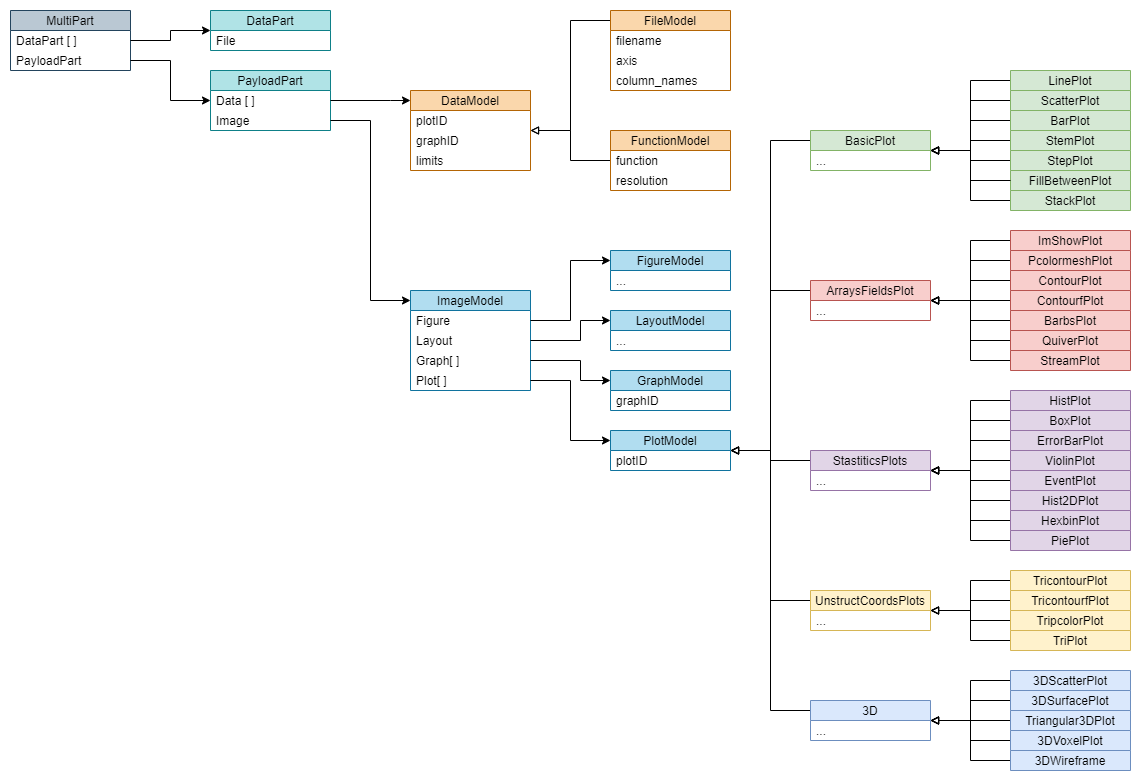 MultiPart
DataPart [ ]
PayloadPart
DataPart
File
PayloadPart
Data [ ]
Image
DataModel
plotID
graphID
limits
FileModel
filename
axis
column_names
FunctionModel
function
resolution
ImageModel
Figure
Layout
Graph[ ]
Plot[ ]
FigureModel
...
LayoutModel
...
GraphModel
graphID
PlotModel
plotID
BasicPlot
...
LinePlot
ScatterPlot
BarPlot
StemPlot
StepPlot
FillBetweenPlot
StackPlot
ArraysFieldsPlot
...
ImShowPlot
PcolormeshPlot
ContourPlot
ContourfPlot
BarbsPlot
QuiverPlot
StreamPlot
StastiticsPlots
...
HistPlot
BoxPlot
ErrorBarPlot
ViolinPlot
EventPlot
Hist2DPlot
HexbinPlot
PiePlot
UnstructCoordsPlots
...
TricontourPlot
TricontourfPlot
TripcolorPlot
TriPlot
3D
...
3DScatterPlot
3DSurfacePlot
Triangular3DPlot
3DVoxelPlot
3DWireframe